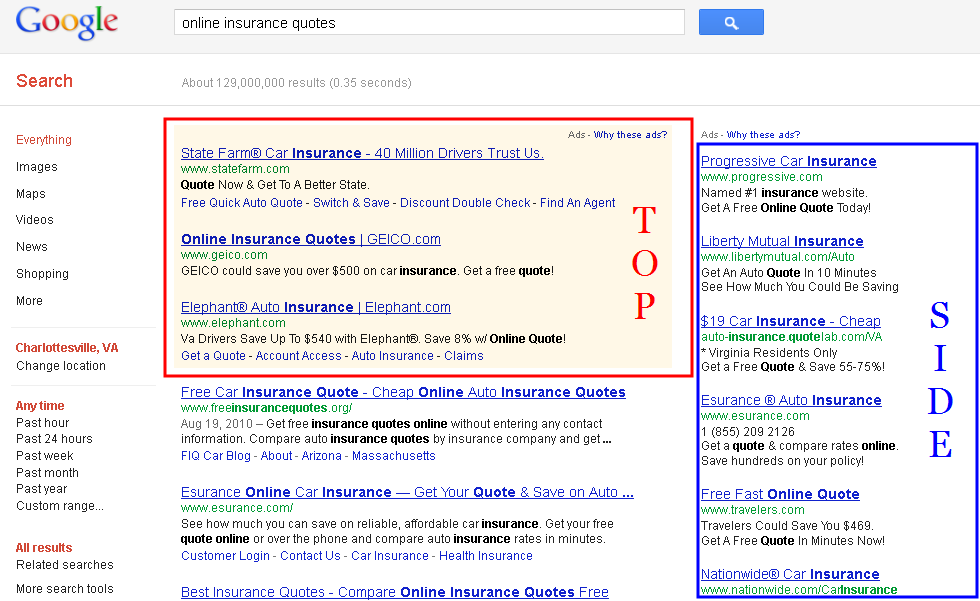 Google
online insurance quotes
Search
About 129,000,000 results (0.35 seconds)
Everything
Images
Maps
Videos
News
Shopping
More
Charlottesville, VA
Change location
Any time
Past hour
Past 24 hours
Past week
Past month
Past year
Custom range...
All results
Related searches
More search tools
Ads - Why these ads?
State Farm® Car Insurance - 40 Million Drivers Trust Us.
www.statefarm.com
Quote Now & Get To A Better State.
Free Quick Auto Quote - Switch & Save - Discount Double Check - Find An Agent
Online Insurance Quotes | GEICO.com
www.geico.com
GEICO could save you over $500 on car insurance. Get a free quote!
Elephant® Auto Insurance | Elephant.com
www.elephant.com
Va Drivers Save Up To $540 with Elephant®. Save 8% w/ Online Quote!
Get a Quote - Account Access - Auto Insurance - Claims
T
O
P
Free Car Insurance Quote - Cheap Online Auto Insurance Quotes
www.freeinsurancequotes.org/
Aug 19, 2010 – Get free insurance quotes online without entering any contact
information. Compare auto insurance quotes by insurance company and get ...
FIQ Car Blog - About - Arizona - Massachusetts
Esurance Online Car Insurance — Get Your Quote & Save on Auto ...
www.esurance.com/
See how much you can save on reliable, affordable car insurance. Get your free
quote online or over the phone and compare auto insurance rates in minutes.
Customer Login - Contact Us - Car Insurance - Health Insurance
Best Insurance Quotes - Compare Online Insurance Quotes Free
Ads - Why these ads?
Progressive Car Insurance
www.progressive.com
Named #1 insurance website.
Get A Free Online Quote Today!
Liberty Mutual Insurance
www.libertymutual.com/Auto
Get An Auto Quote In 10 Minutes
See How Much You Could Be Saving
$19 Car Insurance - Cheap
auto-insurance.quotelab.com/VA
* Virginia Residents Only
Get a Free Quote & Save 55-75%!
Esurance ® Auto Insurance
www.esurance.com
1 (855) 209 2126
Get a quote & compare rates online.
Save hundreds on your policy!
Free Fast Online Quote
www.travelers.com
Travelers Could Save You $469.
Get A Free Quote In Minutes Now!
Nationwide® Car Insurance
www.nationwide.com/CarInsurance
S
I
D
E